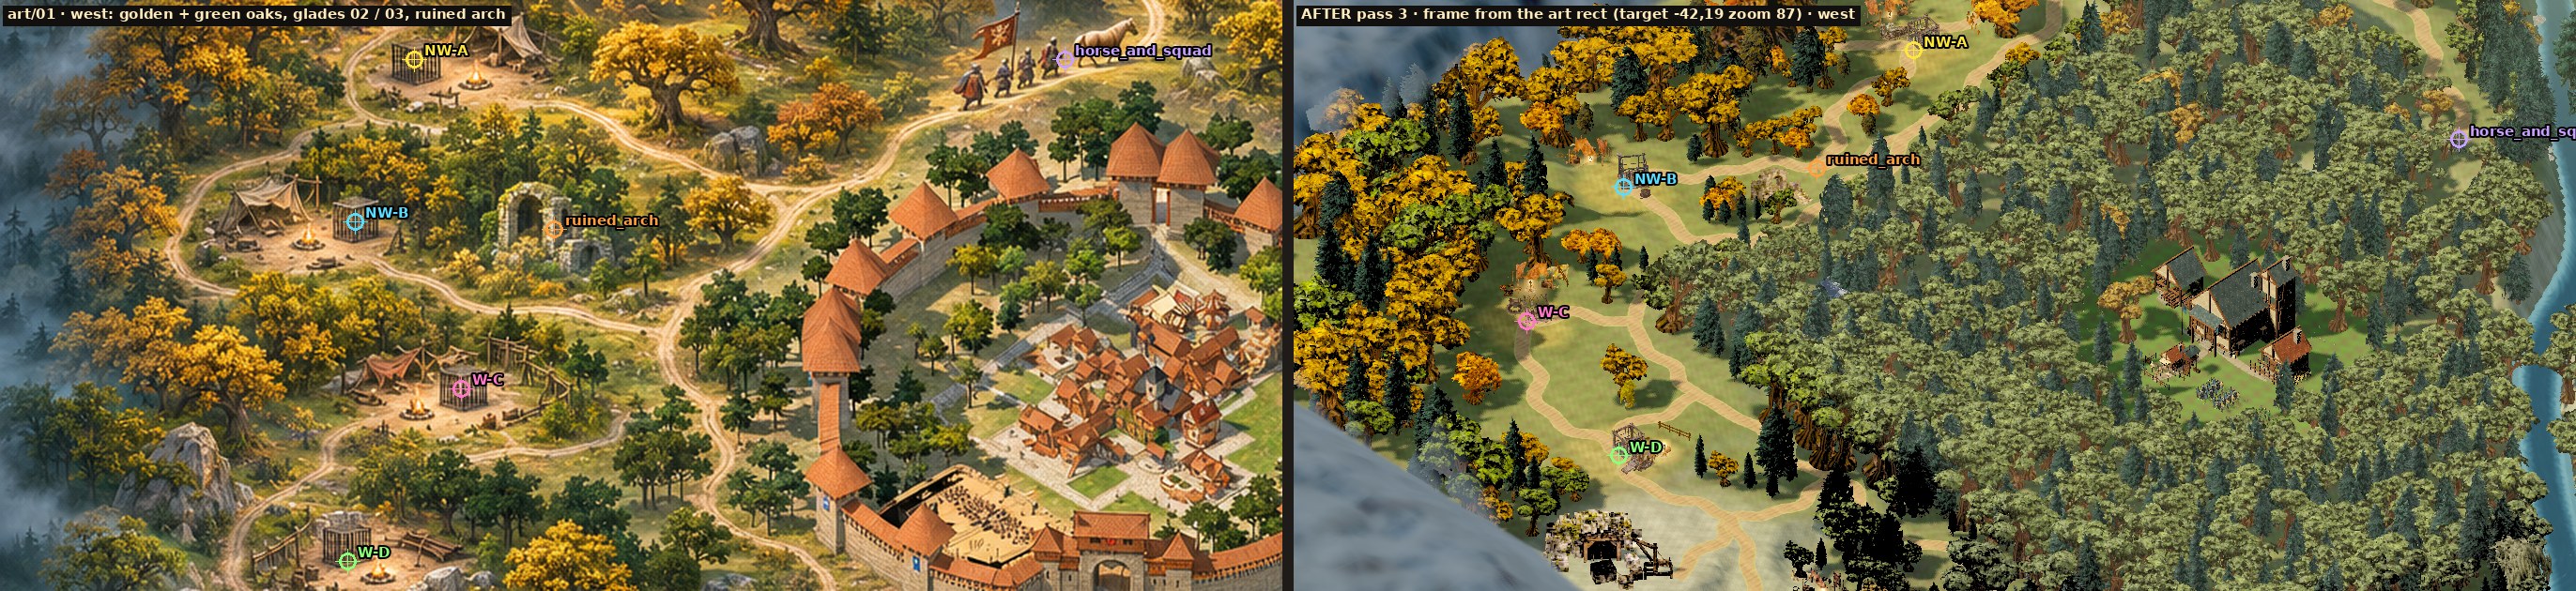 art/01 · west: golden + green oaks, glades 02 / 03, ruined arch
NW-A
horse_and_squad
NW-B
ruined_arch
W-C
W-D
AFTER pass 3 · frame from the art rect (target -42,19 zoom 87) · west
NW-A
horse_and_sq
ruined_arch
NW-B
W-C
W-D